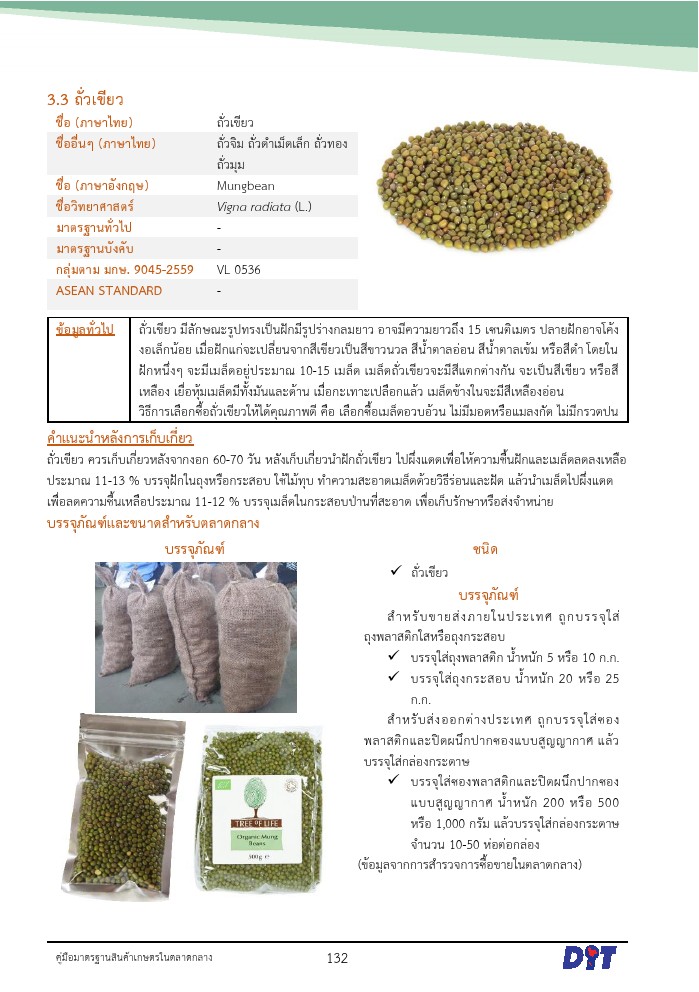 3.3 ถั่วเขียว
ชื่อ (ภาษาไทย) ถั่วเขียว
ชื่ออื่นๆ (ภาษาไทย) ถั่วจิม ถั่วดำเม็ดเล็ก ถั่วทอง
ถั่วมุม
ชื่อ (ภาษาอังกฤษ) Mungbean
ชื่อวิทยาศาสตร์ Vigna radiata (L.)
มาตรฐานทั่วไป -
มาตรฐานบังคับ -
กลุ่มตาม มกษ. 9045-2559 VL 0536
ASEAN STANDARD -
ข้อมูลทั่วไป ถั่วเขียว มีลักษณะรูปทรงเป็นฝักมีรูปร่างกลมยาว อาจมีความยาวถึง 15 เซนติเมตร ปลายฝักอาจโค้ง
งอเล็กน้อย เมื่อฝักแก่จะเปลี่ยนจากสีเขียวเป็นสีขาวนวล สีน้ำตาลอ่อน สีน้ำตาลเข้ม หรือสีดำ โดยใน
ฝักหนึ่งๆ จะมีเมล็ดอยู่ประมาณ 10-15 เมล็ด เมล็ดถั่วเขียวจะมีสีแตกต่างกัน จะเป็นสีเขียว หรือสี
เหลือง เยื่อหุ้มเมล็ดมีทั้งมันและด้าน เมื่อกะเทาะเปลือกแล้ว เมล็ดข้างในจะมีสีเหลืองอ่อน
วิธีการเลือกซื้อถั่วเขียวให้ได้คุณภาพดี คือ เลือกซื้อเมล็ดอวบอ้วน ไม่มีมอดหรือแมลงกัด ไม่มีกรวดปน
คำแนะนำหลังการเก็บเกี่ยว
ถั่วเขียว ควรเก็บเกี่ยวหลังจากงอก 60-70 วัน หลังเก็บเกี่ยวนำฝักถั่วเขียว ไปผึ่งแดดเพื่อให้ความชื้นฝักและเมล็ดลดลงเหลือ
ประมาณ 11-13 % บรรจุฝักในถุงหรือกระสอบ ใช้ไม้ทุบ ทำความสะอาดเมล็ดด้วยวิธีร่อนและฝัด แล้วนำเมล็ดไปผึ่งแดด
เพื่อลดความชื้นเหลือประมาณ 11-12 % บรรจุเมล็ดในกระสอบป่านที่สะอาด เพื่อเก็บรักษาหรือส่งจำหน่าย
บรรจุภัณฑ์และขนาดสำหรับตลาดกลาง
บรรจุภัณฑ์
TREE OF LIFE
Organic Mung
Beans
500g e
ชนิด
✓ ถั่วเขียว
บรรจุภัณฑ์
สำหรับขายส่งภายในประเทศ ถูกบรรจุใส่
ถุงพลาสติกใสหรือถุงกระสอบ
✓ บรรจุใส่ถุงพลาสติก น้ำหนัก 5 หรือ 10 ก.ก.
✓ บรรจุใส่ถุงกระสอบ น้ำหนัก 20 หรือ 25
ก.ก.
สำหรับส่งออกต่างประเทศ ถูกบรรจุใส่ซอง
พลาสติกและปิดผนึกปากซองแบบสูญญากาศ แล้ว
บรรจุใส่กล่องกระดาษ
✓ บรรจุใส่ซองพลาสติกและปิดผนึกปากซอง
แบบสูญญากาศ น้ำหนัก 200 หรือ 500
หรือ 1,000 กรัม แล้วบรรจุใส่กล่องกระดาษ
จำนวน 10-50 ห่อต่อกล่อง
(ข้อมูลจากการสำรวจการซื้อขายในตลาดกลาง)
คู่มือมาตรฐานสินค้าเกษตรในตลาดกลาง 132 DIT